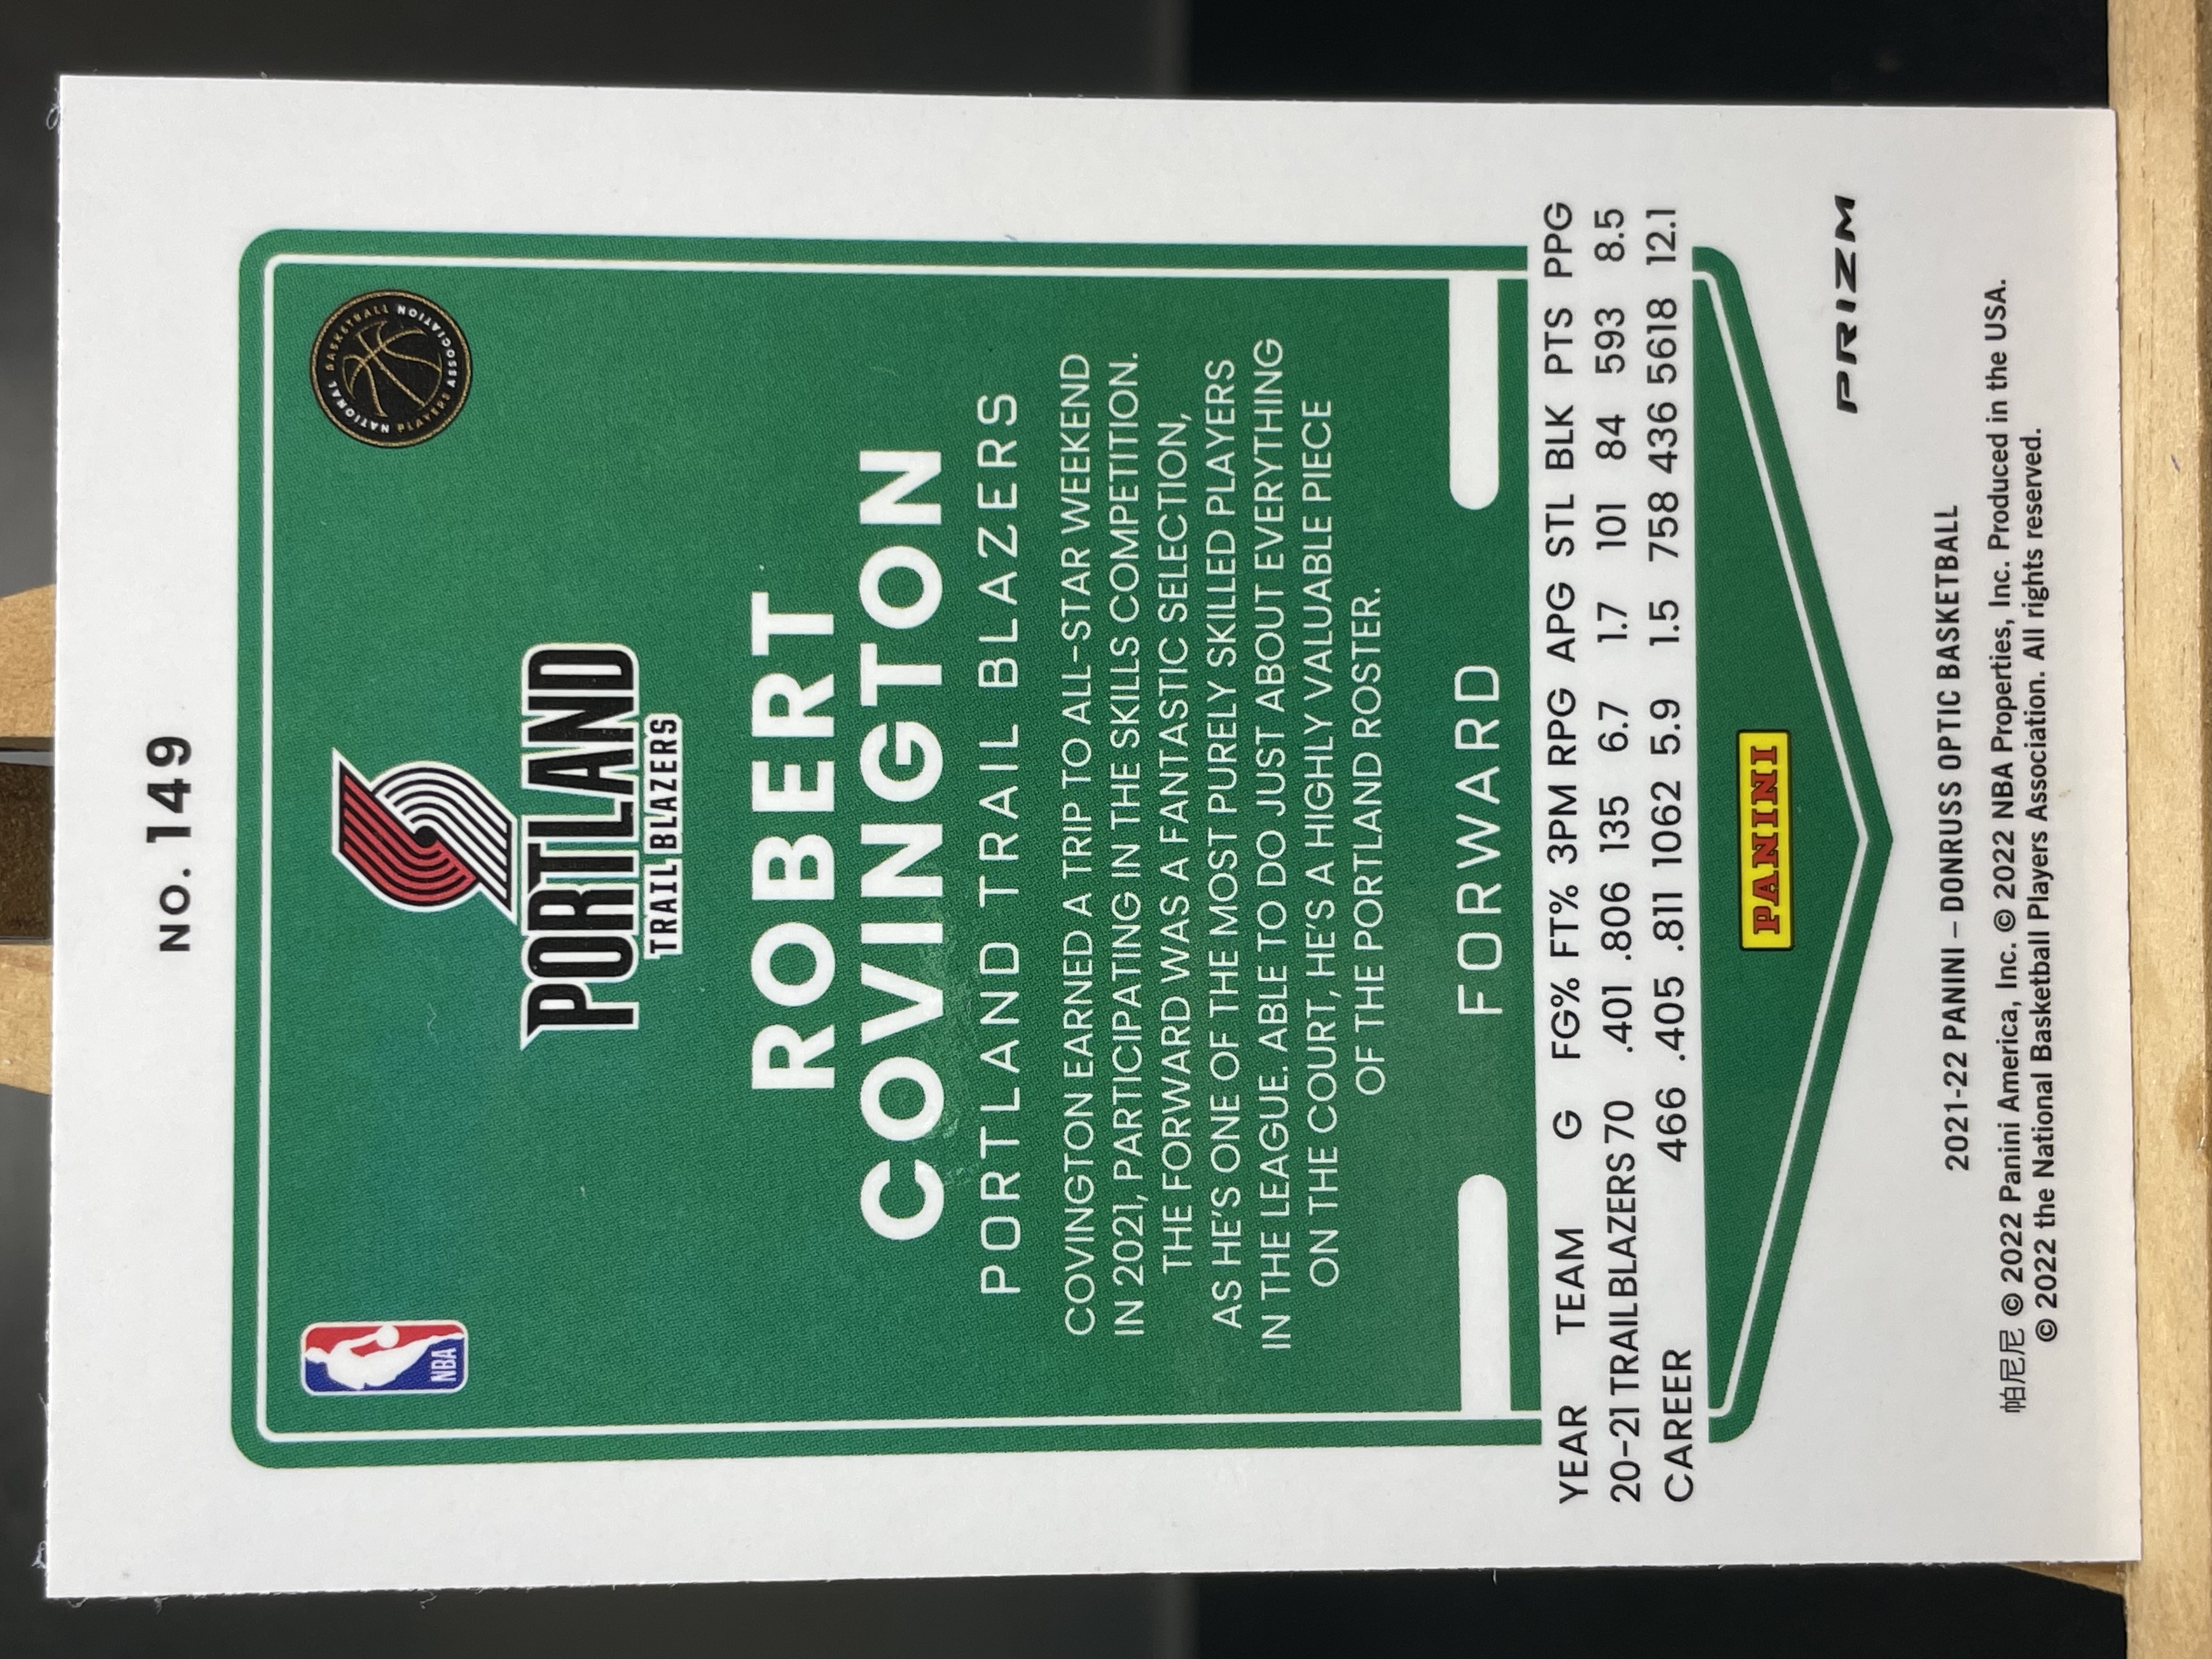 NO. 149
NBA
NATIONAL BASKETBALL PLAYERS ASSOCIATION
PORTLAND
TRAIL BLAZERS
ROBERT
COVINGTON
PORTLAND TRAIL BLAZERS
COVINGTON EARNED A TRIP TO ALL-STAR WEEKEND
IN 2021, PARTICIPATING IN THE SKILLS COMPETITION.
THE FORWARD WAS A FANTASTIC SELECTION,
AS HE'S ONE OF THE MOST PURELY SKILLED PLAYERS
IN THE LEAGUE. ABLE TO DO JUST ABOUT EVERYTHING
ON THE COURT, HE'S A HIGHLY VALUABLE PIECE
OF THE PORTLAND ROSTER.
FORWARD
YEAR TEAM G FG% FT% 3PM RPG APG STL BLK PTS PPG
20-21 TRAIL BLAZERS 70 .401 .806 135 6.7 1.7 101 84 593 8.5
CAREER 466 .405 .811 1062 5.9 1.5 758 436 5618 12.1
PANINI
PRIZM
2021-22 PANINI – DONRUSS OPTIC BASKETBALL
帕尼尼 © 2022 Panini America, Inc. © 2022 NBA Properties, Inc. Produced in the USA.
© 2022 the National Basketball Players Association. All rights reserved.